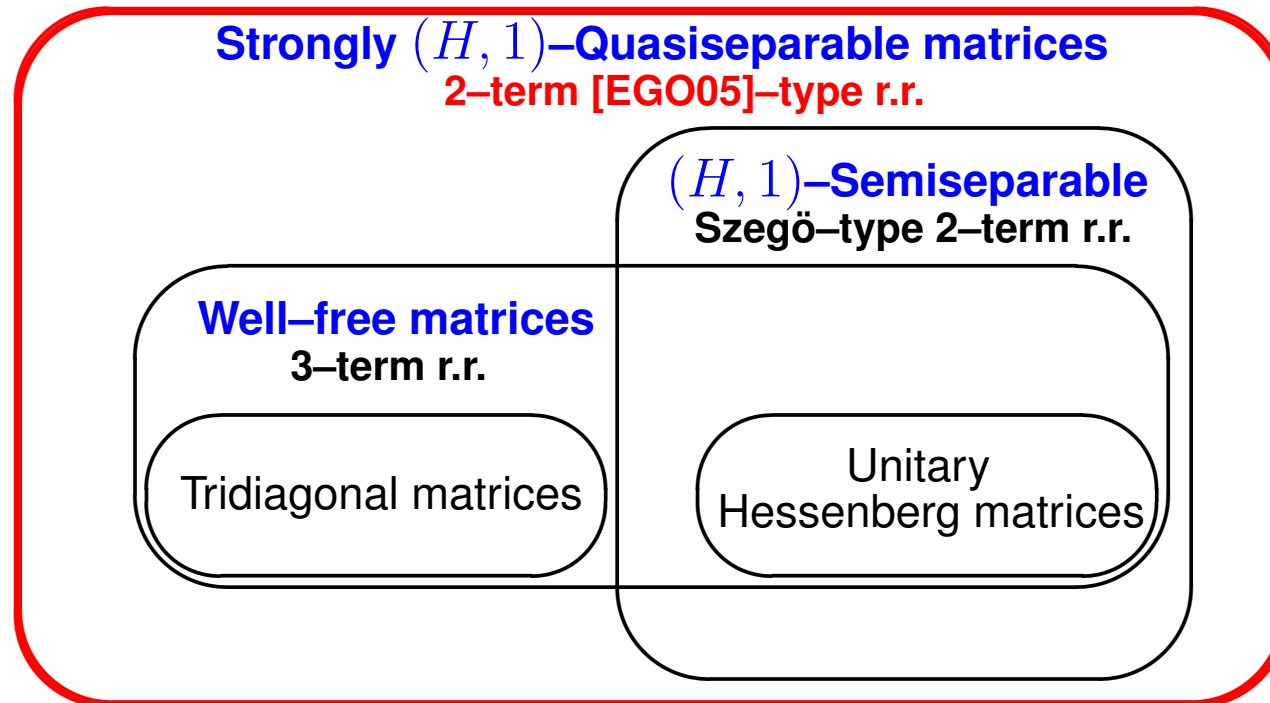 Strongly (H, 1)–Quasiseparable matrices
2–term [EGO05]–type r.r.
(H, 1)–Semiseparable
Szegö–type 2–term r.r.
Well–free matrices
3–term r.r.
Tridiagonal matrices
Unitary
Hessenberg matrices